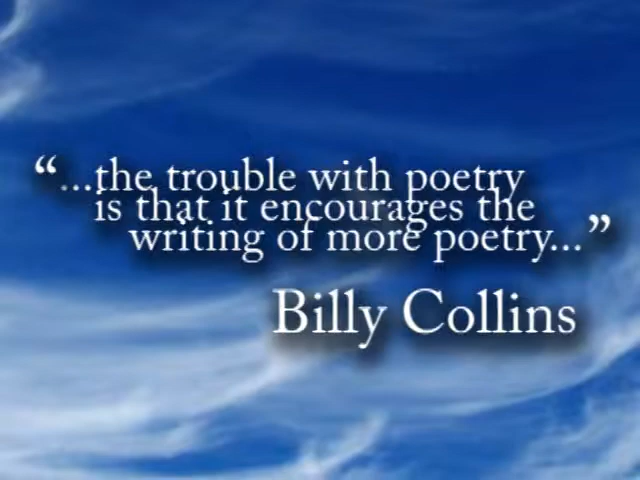 “...the trouble with poetry
is that it encourages the
writing of more poetry...”
Billy Collins